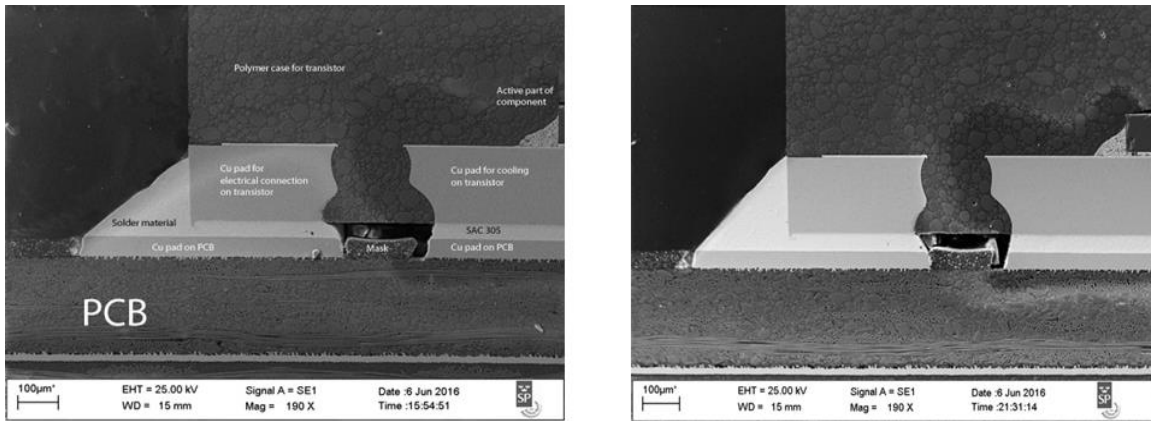 Polymer case for transistor
Active part of
component
Cu pad for
electrical connection
on transistor
Cu pad for cooling
on transistor
Solder material
SAC 305
Cu pad on PCB
Mask
Cu pad on PCB
PCB
100µm*
EHT = 25.00 kV
WD = 15 mm
Signal A = SE1
Mag = 190 X
Date :6 Jun 2016
Time :15:54:51
SP
100µm*
EHT = 25.00 kV
WD = 15 mm
Signal A = SE1
Mag = 190 X
Date :6 Jun 2016
Time :21:31:14
SP